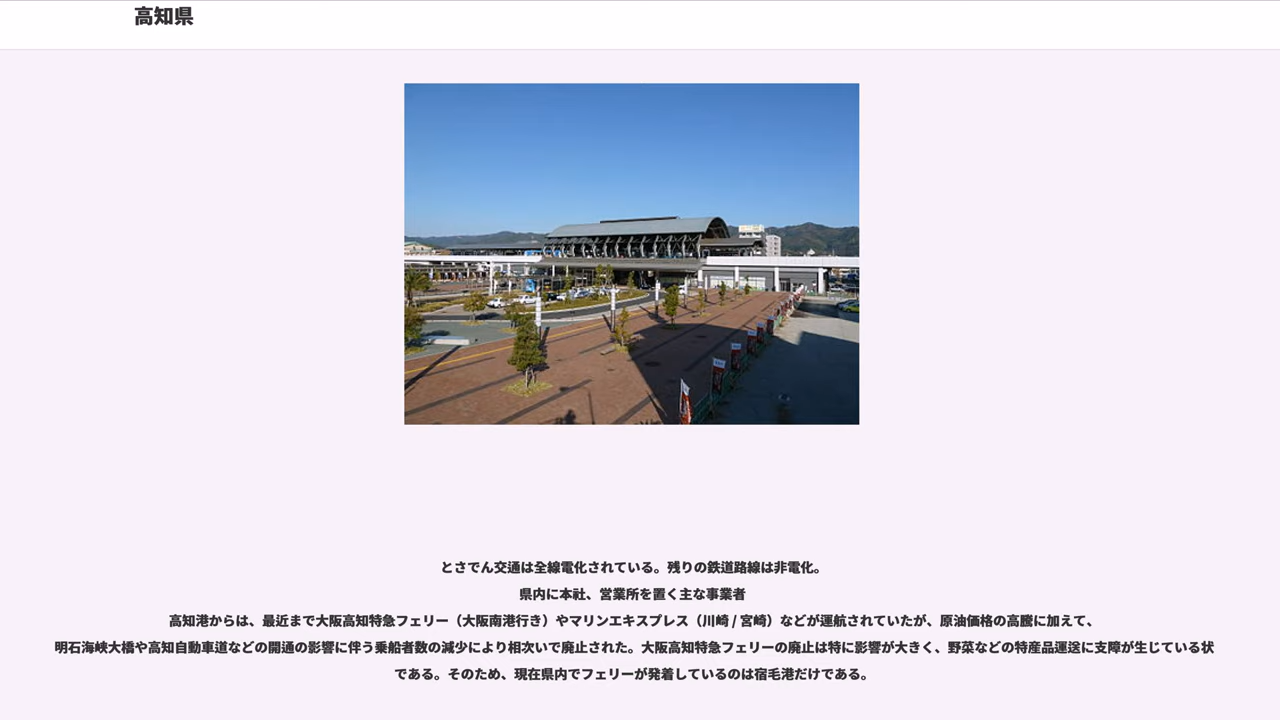 高知県
とさでん交通は全線電化されている。残りの鉄道路線は非電化。
県内に本社、営業所を置く主な事業者
高知港からは、最近まで大阪高知特急フェリー（大阪南港行き）やマリンエキスプレス（川崎 / 宮崎）などが運航されていたが、原油価格の高騰に加えて、
明石海峡大橋や高知自動車道などの開通の影響に伴う乗船者数の減少により相次いで廃止された。大阪高知特急フェリーの廃止は特に影響が大きく、野菜などの特産品運送に支障が生じている状
である。そのため、現在県内でフェリーが発着しているのは宿毛港だけである。